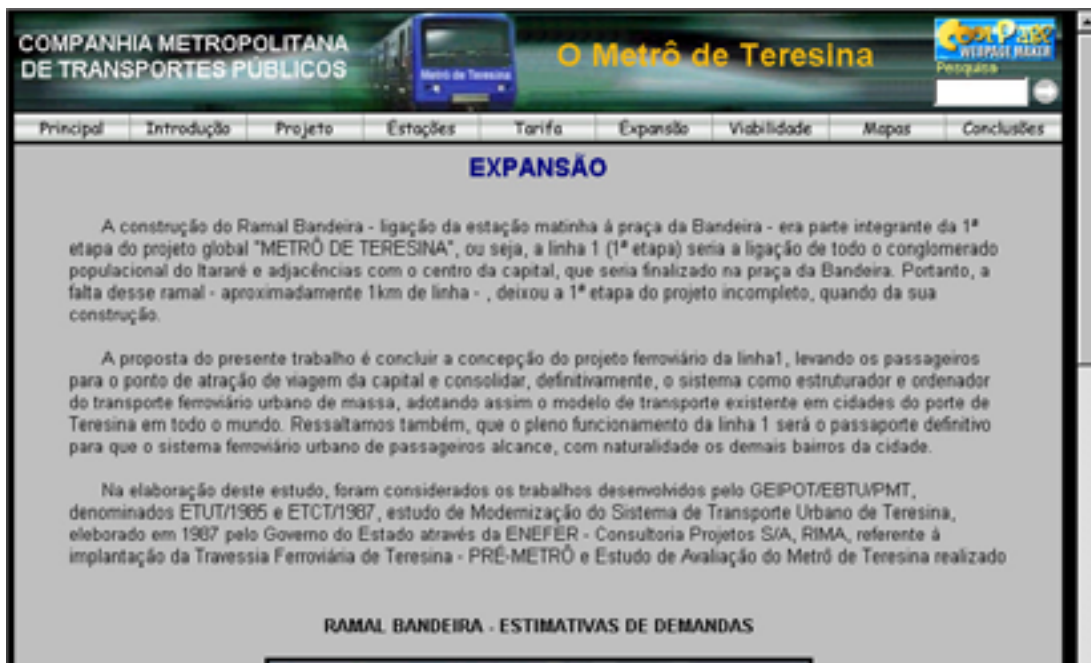 COMPANHIA METROPOLITANA
DE TRANSPORTES PÚBLICOS
Metrô de Teresina
O Metrô de Teresina
CoolPage
WEBPAGE MAKER
Pesquisa
Principal Introdução Projeto Estações Tarifa Expansão Viabilidade Mapas Conclusões
EXPANSÃO
A construção do Ramal Bandeira - ligação da estação matinha á praça da Bandeira - era parte integrante da 1ª
etapa do projeto global "METRÔ DE TERESINA", ou seja, a linha 1 (1ª etapa) seria a ligação de todo o conglomerado
populacional do Itararé e adjacências com o centro da capital, que seria finalizado na praça da Bandeira. Portanto, a
falta desse ramal - aproximadamente 1km de linha - , deixou a 1ª etapa do projeto incompleto, quando da sua
construção.
A proposta do presente trabalho é concluir a concepção do projeto ferroviário da linha1, levando os passageiros
para o ponto de atração de viagem da capital e consolidar, definitivamente, o sistema como estruturador e ordenador
do transporte ferroviário urbano de massa, adotando assim o modelo de transporte existente em cidades do porte de
Teresina em todo o mundo. Ressaltamos também, que o pleno funcionamento da linha 1 será o passaporte definitivo
para que o sistema ferroviário urbano de passageiros alcance, com naturalidade os demais bairros da cidade.
Na elaboração deste estudo, foram considerados os trabalhos desenvolvidos pelo GEIPOT/EBTU/PMT,
denominados ETUT/1985 e ETCT/1987, estudo de Modernização do Sistema de Transporte Urbano de Teresina,
eleborado em 1987 pelo Governo do Estado através da ENEFER - Consultoria Projetos S/A, RIMA, referente à
implantação da Travessia Ferroviária de Teresina - PRÉ-METRÔ e Estudo de Avaliação do Metrô de Teresina realizado
RAMAL BANDEIRA - ESTIMATIVAS DE DEMANDAS